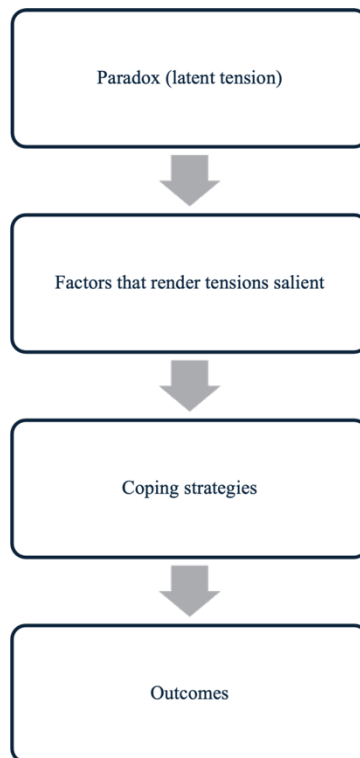 Paradox (latent tension)
Factors that render tensions salient
Coping strategies
Outcomes